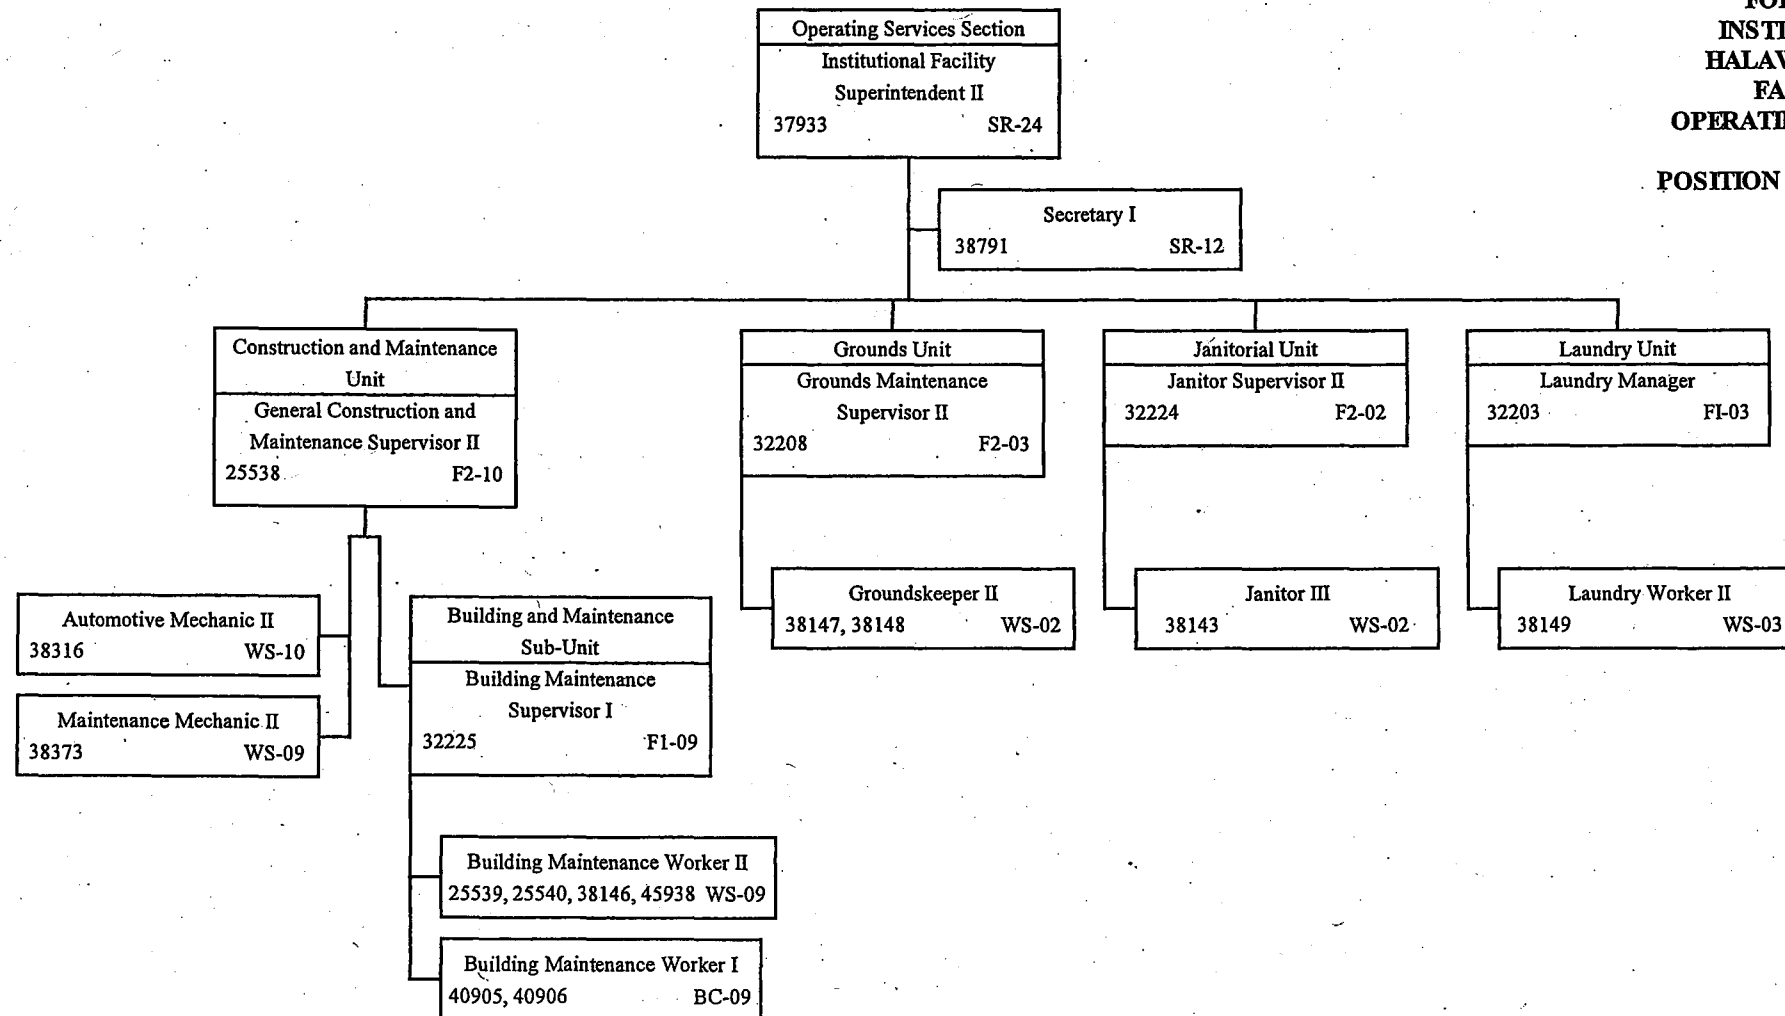 OPERATI
POSITION
Operating Services Section
Institutional Facility
Superintendent II
37933 SR-24
Secretary I
38791 SR-12
Construction and Maintenance
Unit
General Construction and
Maintenance Supervisor II
25538 F2-10
Grounds Unit
Grounds Maintenance
Supervisor II
32208 F2-03
Janitorial Unit
Janitor Supervisor II
32224 F2-02
Laundry Unit
Laundry Manager
32203 FI-03
Automotive Mechanic II
38316 WS-10
Maintenance Mechanic II
38373 WS-09
Building and Maintenance
Sub-Unit
Building Maintenance
Supervisor I
32225 F1-09
Groundskeeper II
38147, 38148 WS-02
Janitor III
38143 WS-02
Laundry Worker II
38149 WS-03
Building Maintenance Worker II
25539, 25540, 38146, 45938 WS-09
Building Maintenance Worker I
40905, 40906 BC-09